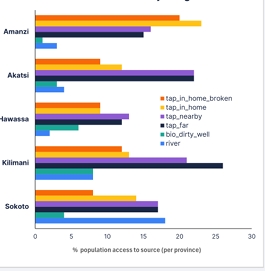 Amanzi
Akatsi
Hawassa
Kilimani
Sokoto
tap_in_home_broken
tap_in_home
tap_nearby
tap_far
bio_dirty_well
river
0 5 10 15 20 25 30
% population access to source (per province)